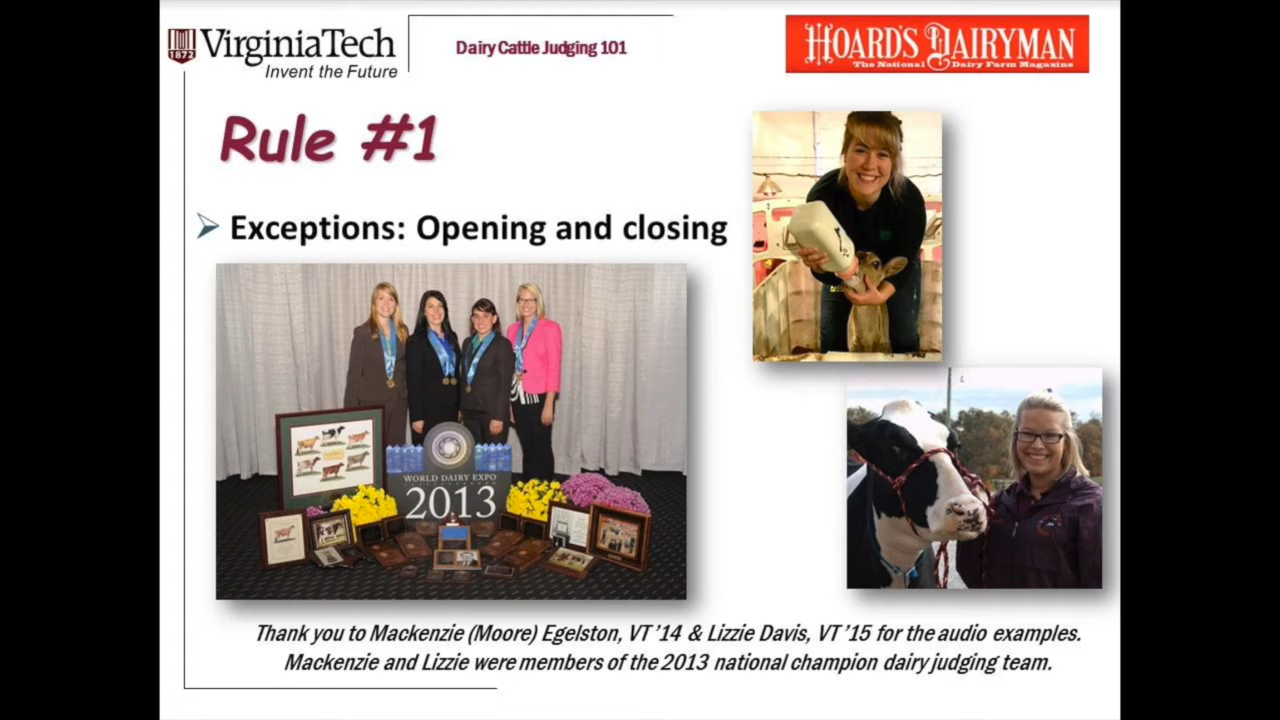 VirginiaTech
1872
Invent the Future
Dairy Cattle Judging 101
HOARD'S DAIRYMAN
The National Dairy Farm Magazine
Rule #1
Exceptions: Opening and closing
WORLD DAIRY EXPO
2013
Thank you to Mackenzie (Moore) Egelston, VT '14 & Lizzie Davis, VT '15 for the audio examples.
Mackenzie and Lizzie were members of the 2013 national champion dairy judging team.